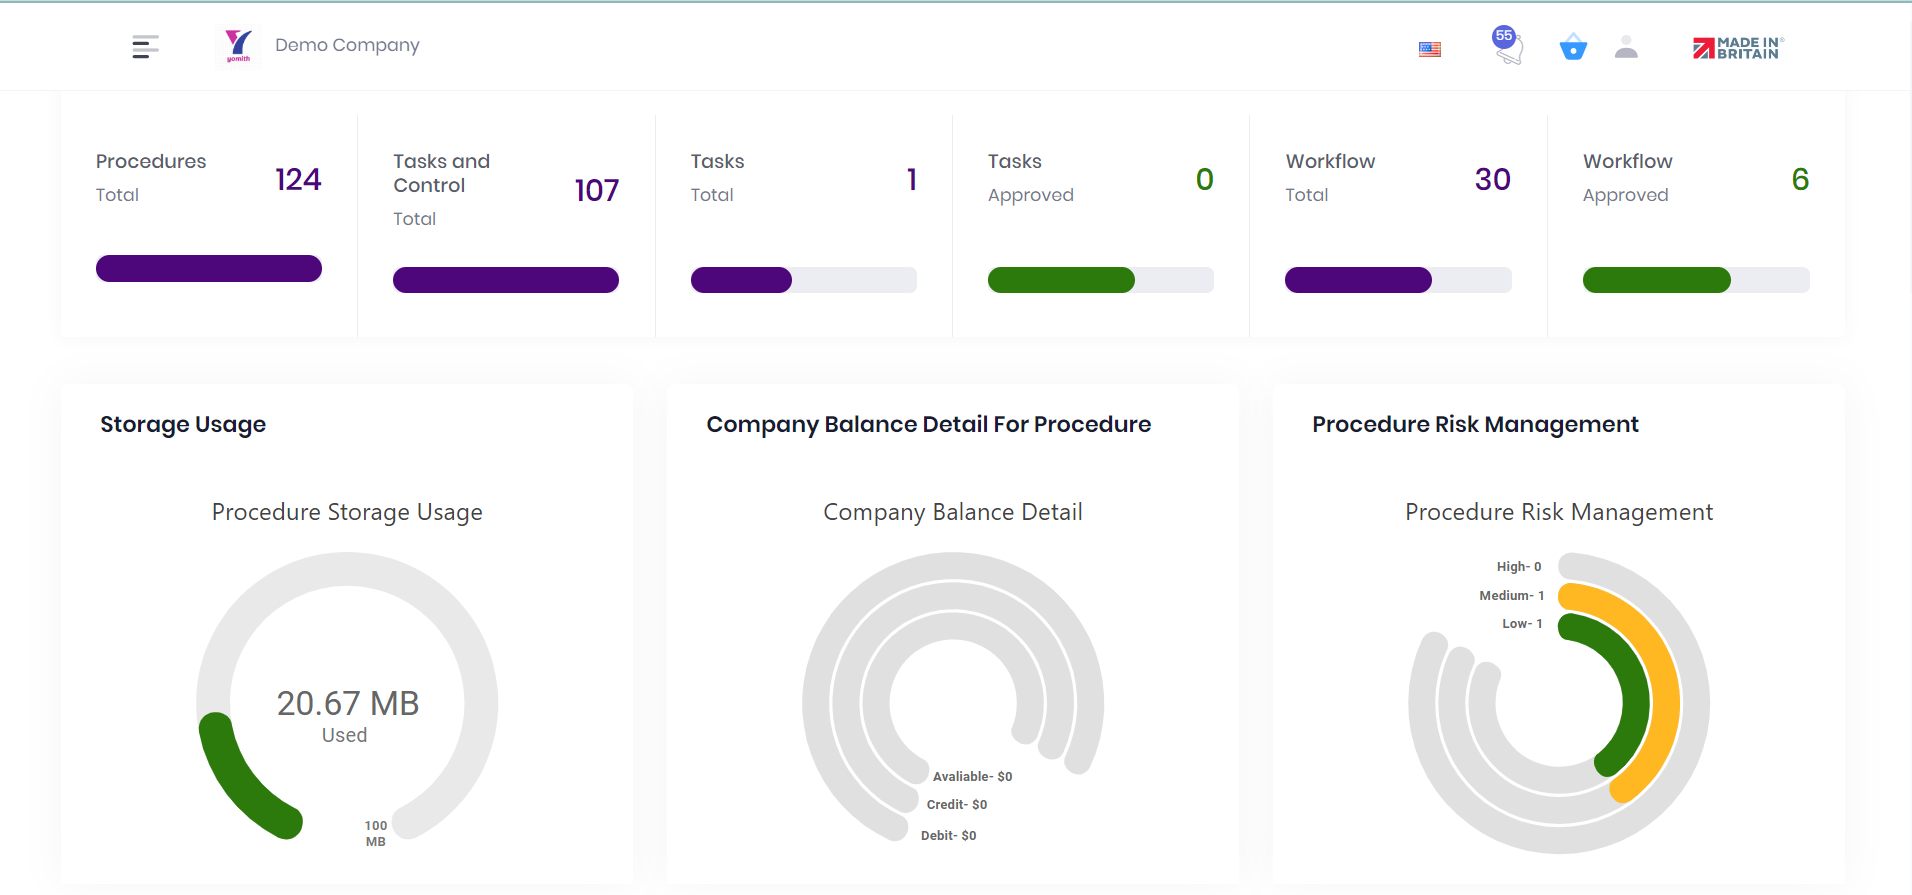 yomith
Demo Company
55
MADE IN
BRITAIN®
Procedures
Total
124
Tasks and
Control
Total
107
Tasks
Total
1
Tasks
Approved
0
Workflow
Total
30
Workflow
Approved
6
Storage Usage
Procedure Storage Usage
20.67 MB
Used
100
MB
Company Balance Detail For Procedure
Company Balance Detail
Avaliable- $0
Credit- $0
Debit- $0
Procedure Risk Management
Procedure Risk Management
High- 0
Medium- 1
Low- 1